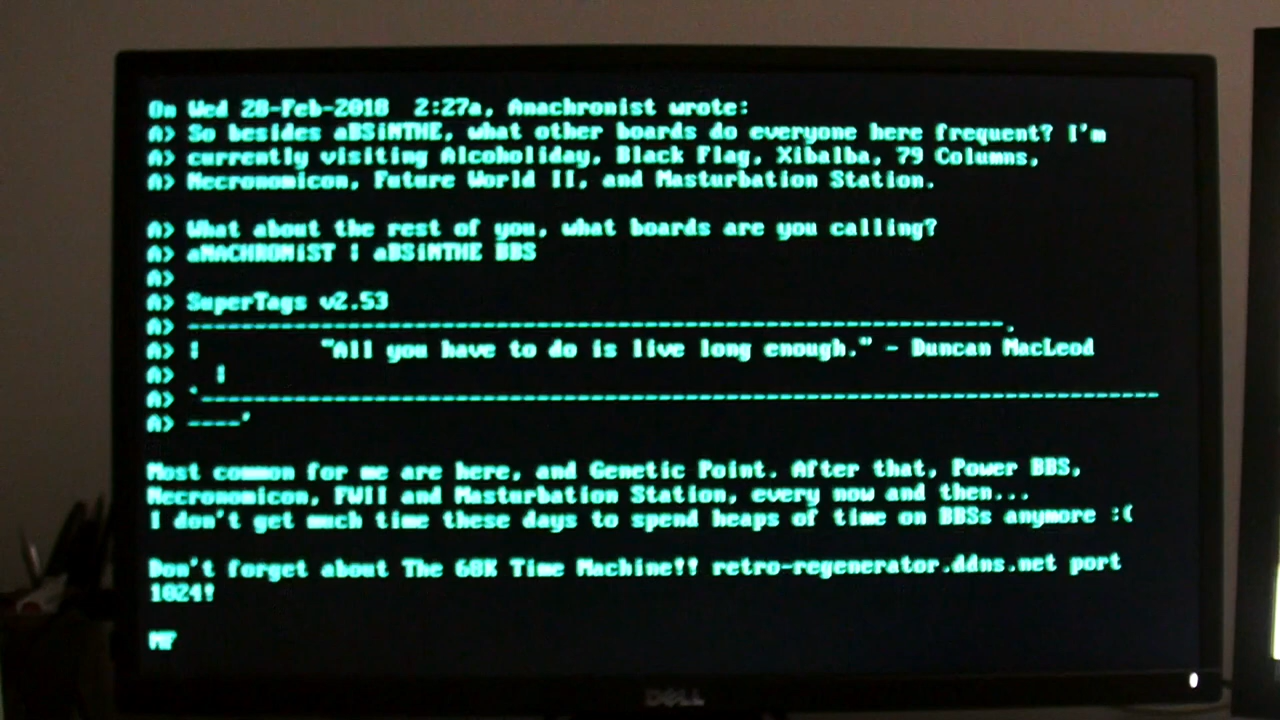 On Wed 28-Feb-2018  2:27a, Anachronist wrote:
A> So besides aBSiNTHE, what other boards do everyone here frequent? I'm
A> currently visiting Alcoholiday, Black Flag, Xibalba, 79 Columns,
A> Necronomicon, Future World II, and Masturbation Station.
A> What about the rest of you, what boards are you calling?
A> aNACHRONiST | aBSiNTHE BBS
A>
A> SuperTags v2.53
A> --------------------------------------------------------------.
A> |          "All you have to do is live long enough." - Duncan MacLeod
A>   |
A> `------------------------------------------------------------------------
A> ----'
Most common for me are here, and Genetic Point. After that, Power BBS,
Necronomicon, FWII and Masturbation Station, every now and then...
I don't get much time these days to spend heaps of time on BBSs anymore :(
Don't forget about The 68K Time Machine!! retro-regenerator.ddns.net port
1024!
MF
DELL